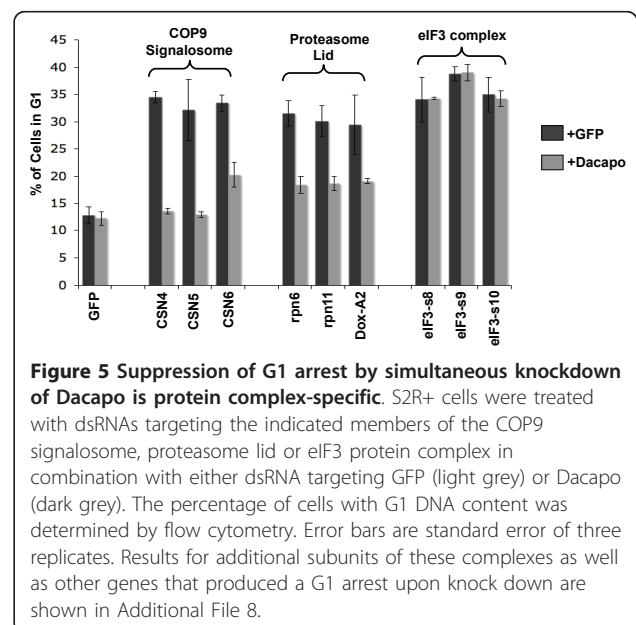 COP9
Signalosome
Proteasome
Lid
eIF3 complex
% of Cells in G1
45
40
35
30
25
20
15
10
5
0
+GFP
+Dacapo
GFP
CSN4
CSN5
CSN6
rpn6
rpn11
Dox-A2
eIF3-s8
eIF3-s9
eIF3-s10
Figure 5 Suppression of G1 arrest by simultaneous knockdown
of Dacapo is protein complex-specific. S2R+ cells were treated
with dsRNAs targeting the indicated members of the COP9
signalosome, proteasome lid or eIF3 protein complex in
combination with either dsRNA targeting GFP (light grey) or Dacapo
(dark grey). The percentage of cells with G1 DNA content was
determined by flow cytometry. Error bars are standard error of three
replicates. Results for additional subunits of these complexes as well
as other genes that produced a G1 arrest upon knock down are
shown in Additional File 8.